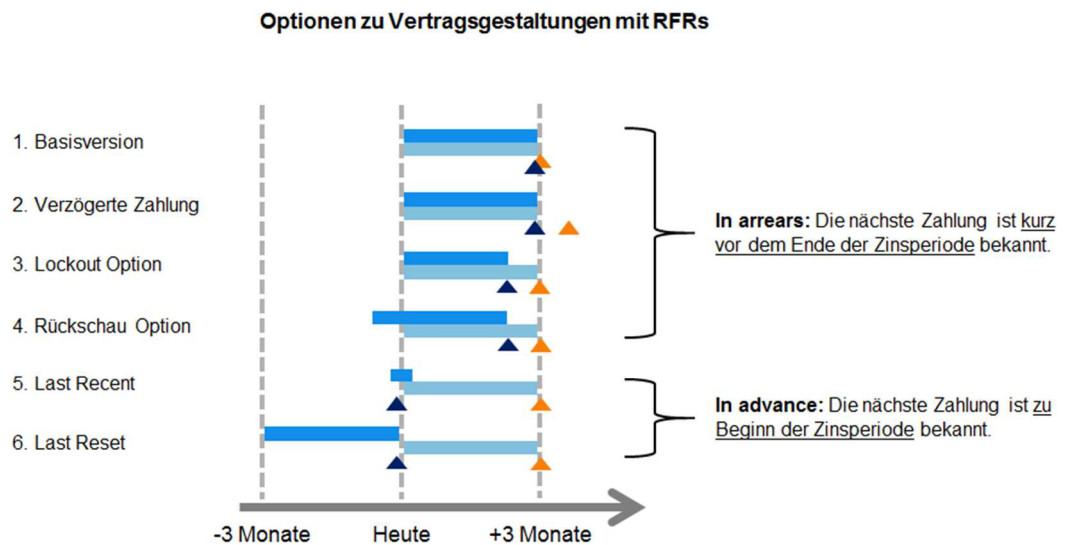 Optionen zu Vertragsgestaltungen mit RFRs
1. Basisversion
2. Verzögerte Zahlung
3. Lockout Option
4. Rückschau Option
5. Last Recent
6. Last Reset
In arrears: Die nächste Zahlung ist kurz
vor dem Ende der Zinsperiode bekannt.
In advance: Die nächste Zahlung ist zu
Beginn der Zinsperiode bekannt.
-3 Monate
Heute
+3 Monate